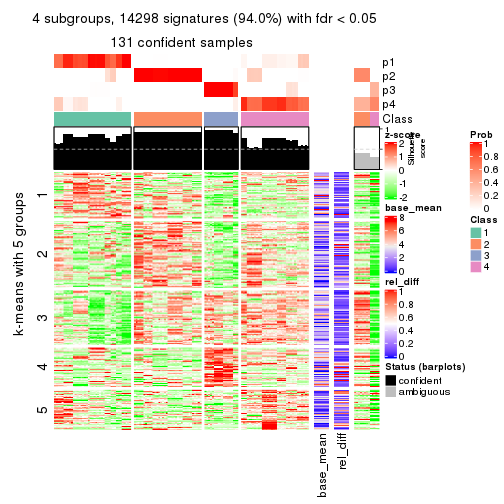 4 subgroups, 14298 signatures (94.0%) with fdr < 0.05
131 confident samples
p1
p2
p3
p4
Class
1
Silhouette
score
k-means with 5 groups
1
2
3
4
5
base_mean
rel_diff
z-score
2
1
0
-1
-2
base_mean
8
6
4
2
0
rel_diff
1
0.8
0.6
0.4
0.2
0
Status (barplots)
confident
ambiguous
Prob
1
0.8
0.6
0.4
0.2
0
Class
1
2
3
4